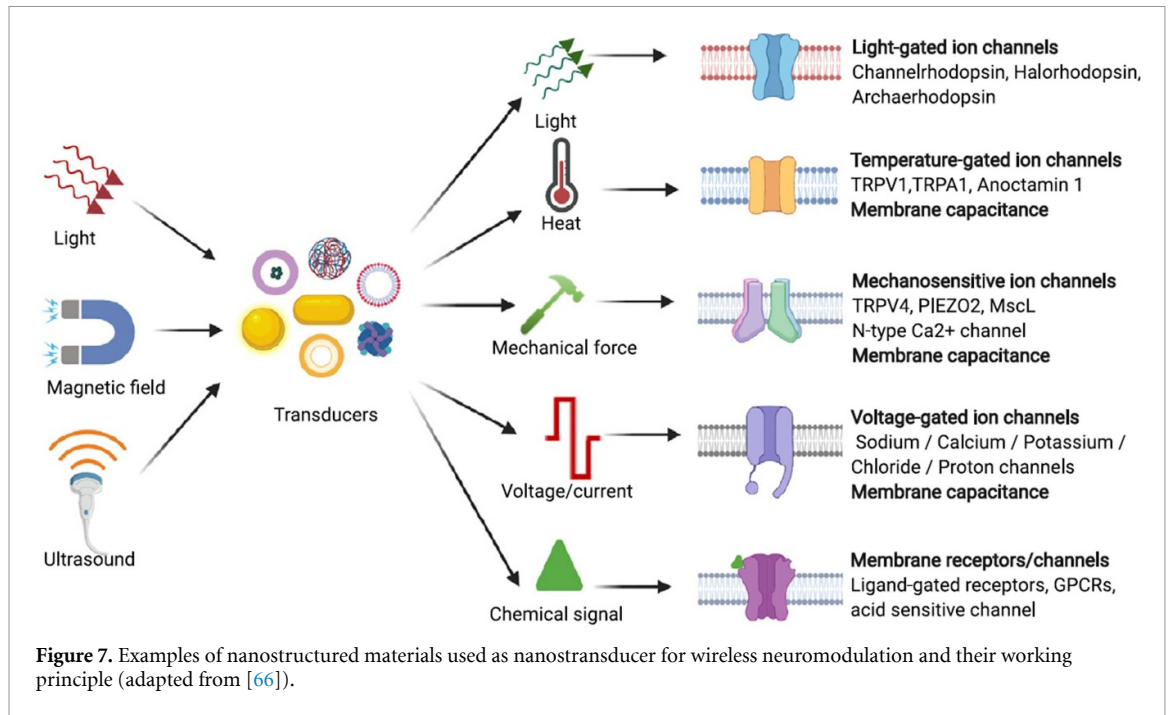 Light
Magnetic field
Ultrasound
Transducers
Light
Heat
Mechanical force
Voltage/current
Chemical signal
Light-gated ion channels
Channelrhodopsin, Halorhodopsin,
Archaerhodopsin
Temperature-gated ion channels
TRPV1,TRPA1, Anoctamin 1
Membrane capacitance
Mechanosensitive ion channels
TRPV4, P|EZO2, MscL
N-type Ca2+ channel
Membrane capacitance
Voltage-gated ion channels
Sodium / Calcium / Potassium /
Chloride / Proton channels
Membrane capacitance
Membrane receptors/channels
Ligand-gated receptors, GPCRs,
acid sensitive channel
Figure 7. Examples of nanostructured materials used as nanotransducer for wireless neuromodulation and their working
principle (adapted from [66]).